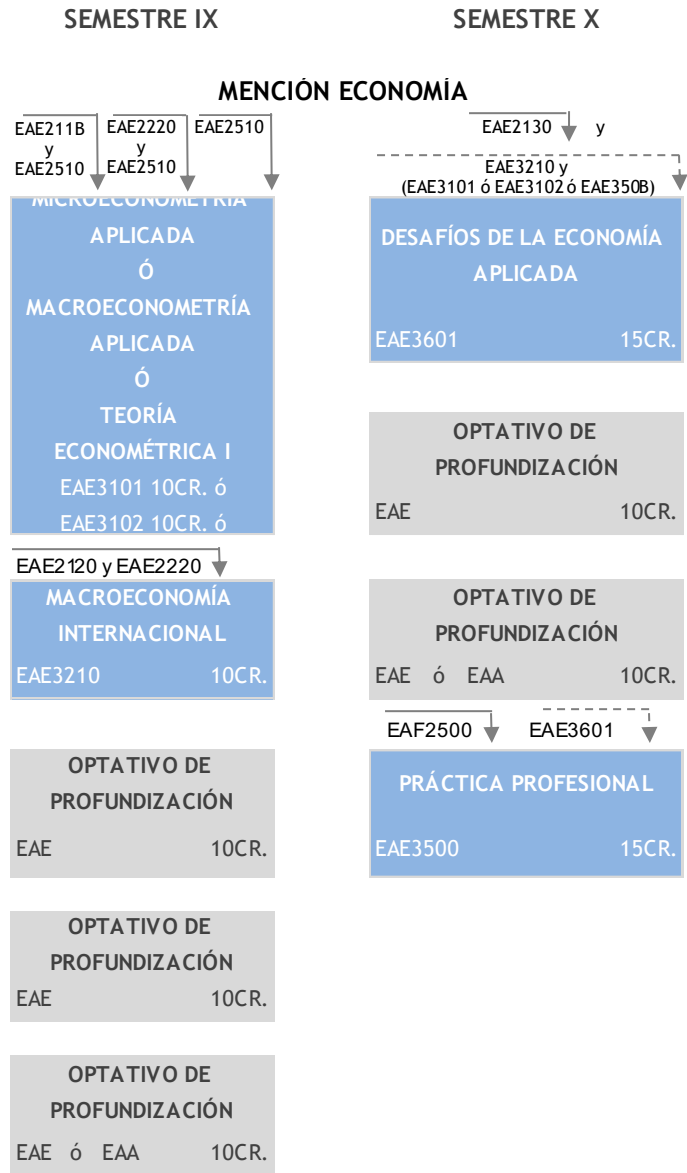 SEMESTRE IX
SEMESTRE X
MENCIÓN ECONOMÍA
EAE211B
y
EAE2510
EAE2220
y
EAE2510
EAE2510
MICROECONOMETRÍA
APLICADA
Ó
MACROECONOMETRÍA
APLICADA
Ó
TEORÍA
ECONOMÉTRICA I
EAE3101 10CR. ó
EAE3102 10CR. ó
EAE2120 y EAE2220
MACROECONOMÍA
INTERNACIONAL
EAE3210 10CR.
OPTATIVO DE
PROFUNDIZACIÓN
EAE 10CR.
OPTATIVO DE
PROFUNDIZACIÓN
EAE 10CR.
OPTATIVO DE
PROFUNDIZACIÓN
EAE ó EAA 10CR.
EAE2130 y
EAE3210 y
(EAE3101 ó EAE3102 ó EAE350B)
DESAFÍOS DE LA ECONOMÍA
APLICADA
EAE3601 15CR.
OPTATIVO DE
PROFUNDIZACIÓN
EAE 10CR.
OPTATIVO DE
PROFUNDIZACIÓN
EAE ó EAA 10CR.
EAF2500 EAE3601
PRÁCTICA PROFESIONAL
EAE3500 15CR.